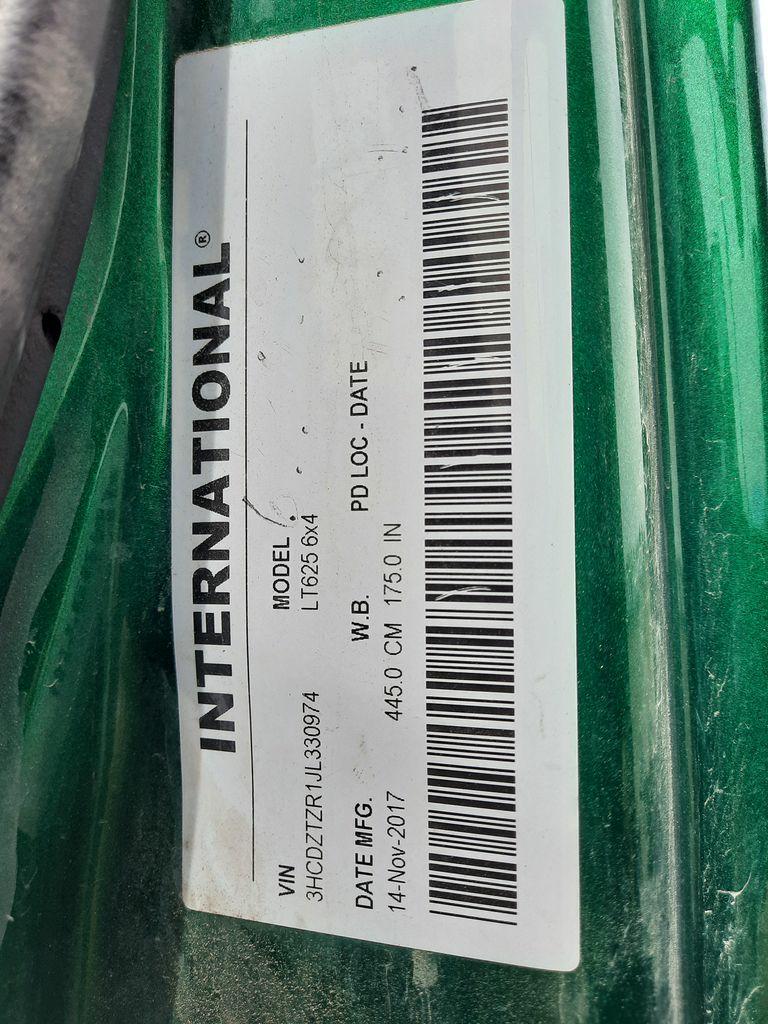 INTERNATIONAL®
VIN MODEL
3HCDZTZR1JL330974 LT625 6x4
DATE MFG. W.B. PD LOC - DATE
14-Nov-2017 445.0 CM 175.0 IN